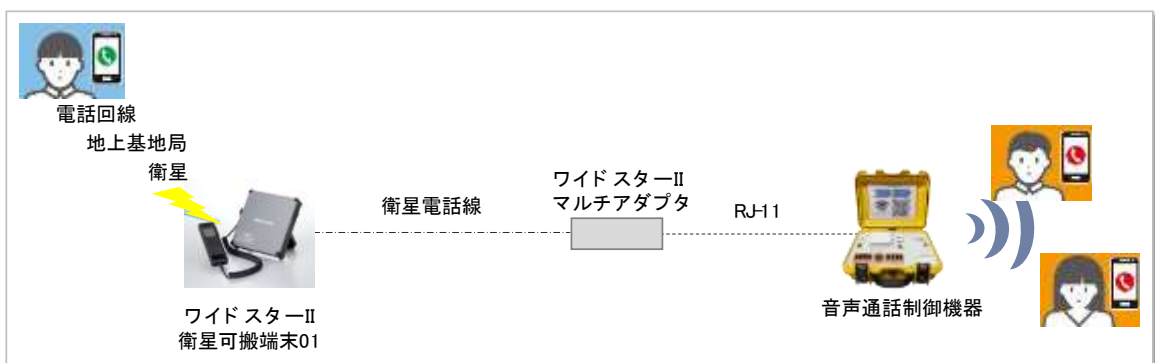 電話回線
地上基地局
衛星
衛星電話線
ワイドスターII
マルチアダプタ
RJ-11
ワイドスターII
衛星可搬端末01
音声通話制御機器